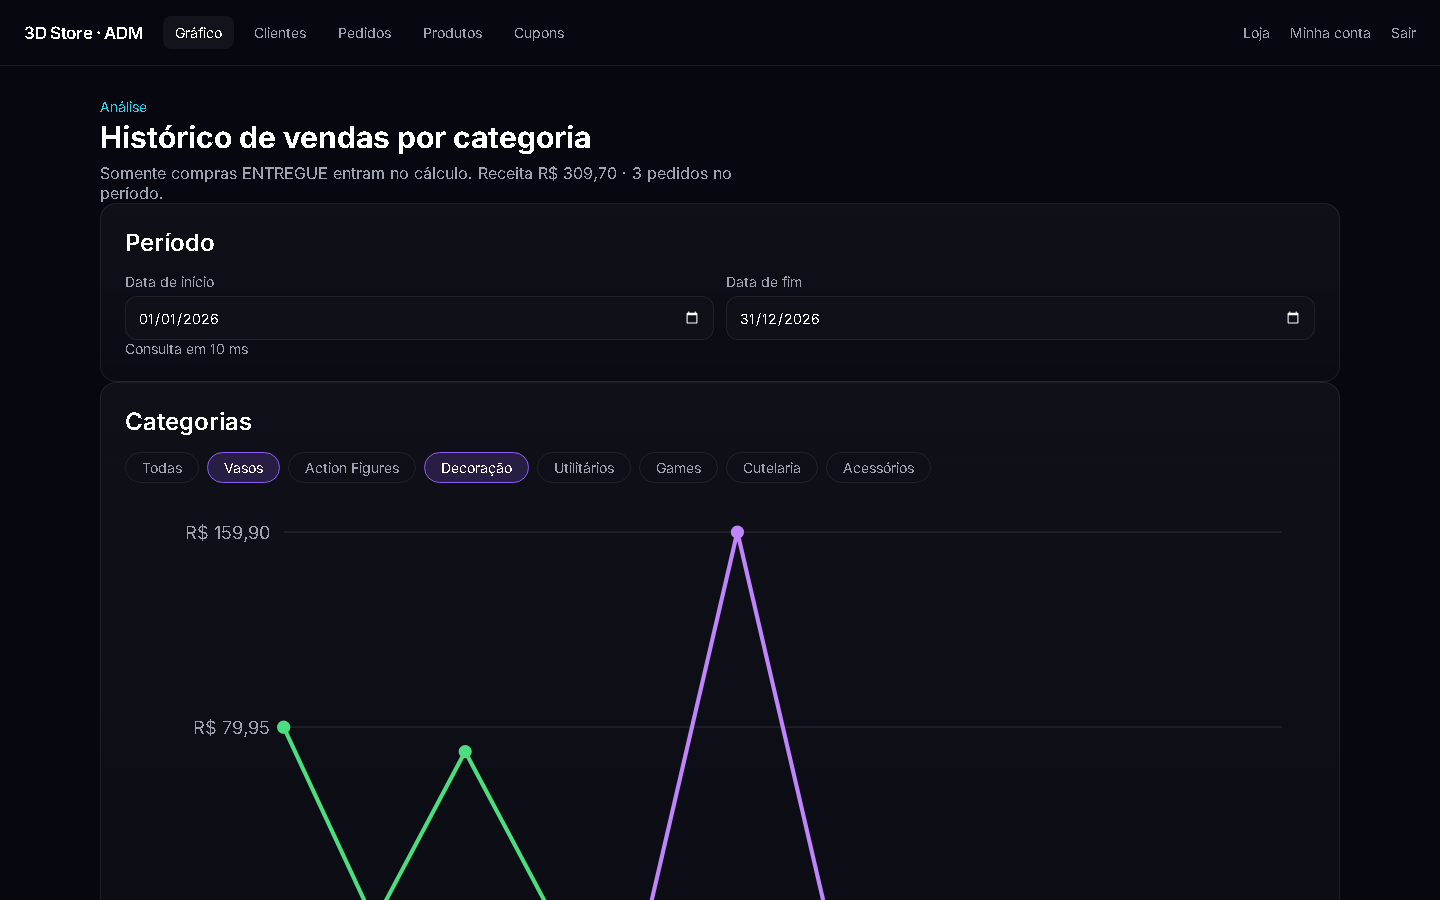 3D Store · ADM Gráfico Clientes Pedidos Produtos Cupons Loja Minha conta Sair
Análise
Histórico de vendas por categoria
Somente compras ENTREGUE entram no cálculo. Receita R$ 309,70 · 3 pedidos no
período.
Período
Data de início Data de fim
01/01/2026 31/12/2026
Consulta em 10 ms
Categorias
Todas Vasos Action Figures Decoração Utilitários Games Cutelaria Acessórios
R$ 159,90
R$ 79,95